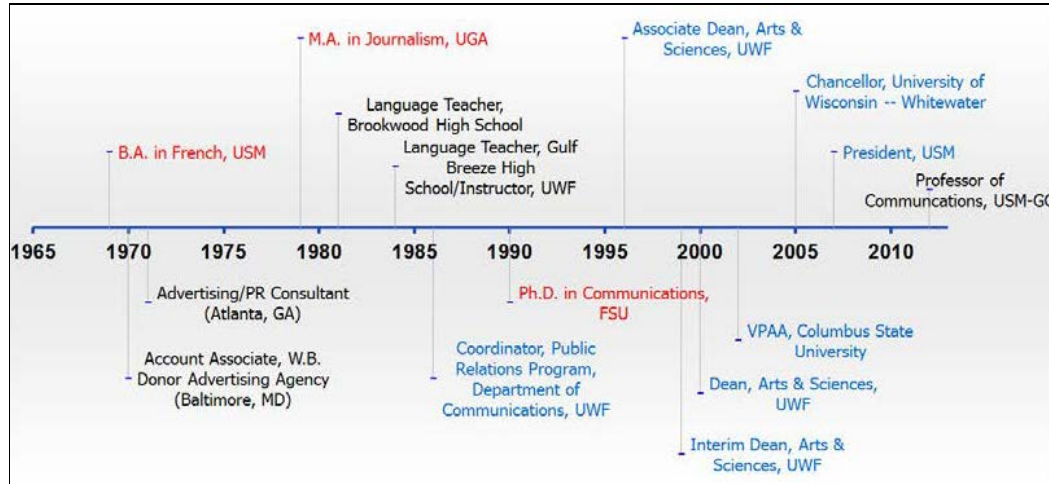 M.A. in Journalism, UGA
Associate Dean, Arts &
Sciences, UWF
Chancellor, University of
Wisconsin -- Whitewater
Language Teacher,
Brookwood High School
B.A. in French, USM
Language Teacher, Gulf
Breeze High
School/Instructor, UWF
President, USM
Professor of
Communcations, USM-GC
1965 1970 1975 1980 1985 1990 1995 2000 2005 2010
Advertising/PR Consultant
(Atlanta, GA)
Ph.D. in Communications,
FSU
VPAA, Columbus State
University
Account Associate, W.B.
Donor Advertising Agency
(Baltimore, MD)
Coordinator, Public
Relations Program,
Department of
Communications, UWF
Dean, Arts & Sciences,
UWF
Interim Dean, Arts &
Sciences, UWF